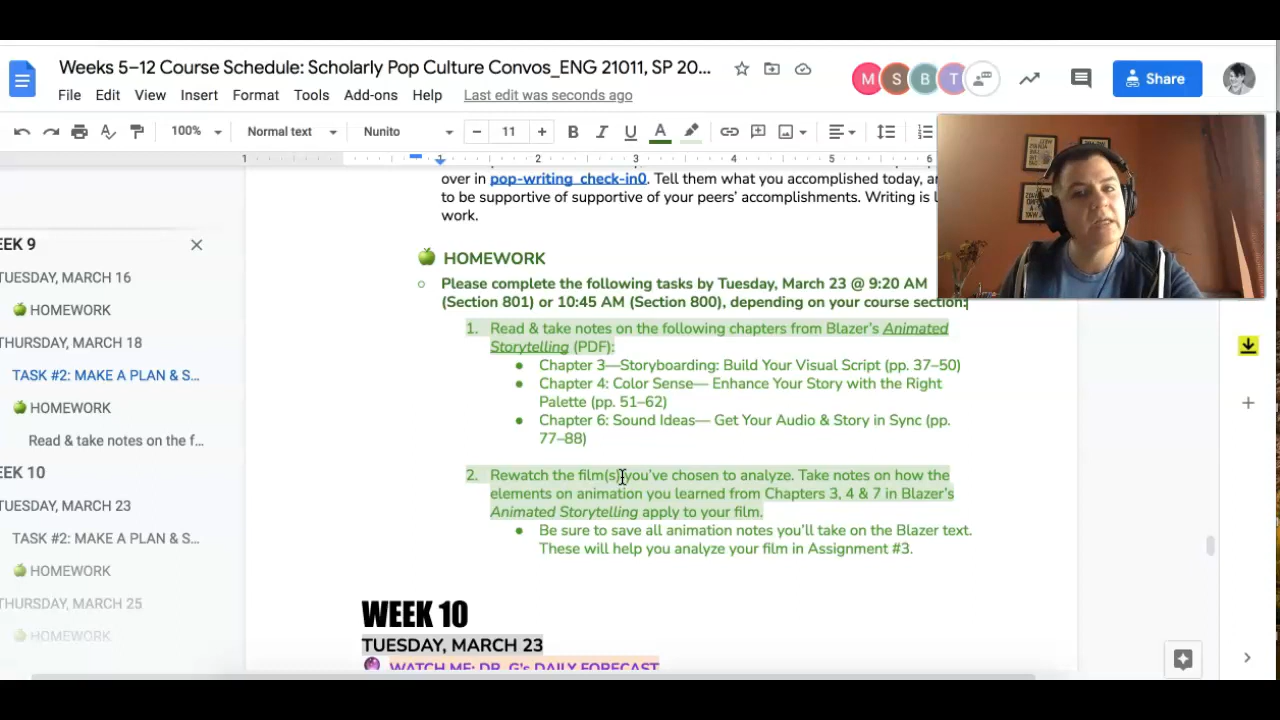 Weeks 5–12 Course Schedule: Scholarly Pop Culture Convos_ENG 21011, SP 20...
M S B T
Share
File Edit View Insert Format Tools Add-ons Help Last edit was seconds ago
100% Normal text Nunito 11 B I U A
1 1 2 3 4 5 6
over in pop-writing_check-in0. Tell them what you accomplished today, an
to be supportive of supportive of your peers' accomplishments. Writing is
work.
EEK 9
TUESDAY, MARCH 16
HOMEWORK
THURSDAY, MARCH 18
TASK #2: MAKE A PLAN & S...
HOMEWORK
Read & take notes on the f...
EEK 10
TUESDAY, MARCH 23
TASK #2: MAKE A PLAN & S...
HOMEWORK
THURSDAY, MARCH 25
HOMEWORK
HOMEWORK
Please complete the following tasks by Tuesday, March 23 @ 9:20 AM
(Section 801) or 10:45 AM (Section 800), depending on your course section:
1. Read & take notes on the following chapters from Blazer's Animated
Storytelling (PDF):
● Chapter 3—Storyboarding: Build Your Visual Script (pp. 37–50)
● Chapter 4: Color Sense— Enhance Your Story with the Right
Palette (pp. 51–62)
● Chapter 6: Sound Ideas— Get Your Audio & Story in Sync (pp.
77–88)
2. Rewatch the film(s) you've chosen to analyze. Take notes on how the
elements on animation you learned from Chapters 3, 4 & 7 in Blazer's
Animated Storytelling apply to your film.
● Be sure to save all animation notes you'll take on the Blazer text.
These will help you analyze your film in Assignment #3.
WEEK 10
TUESDAY, MARCH 23
WATCH ME: DR. G's DAILY FORECAST